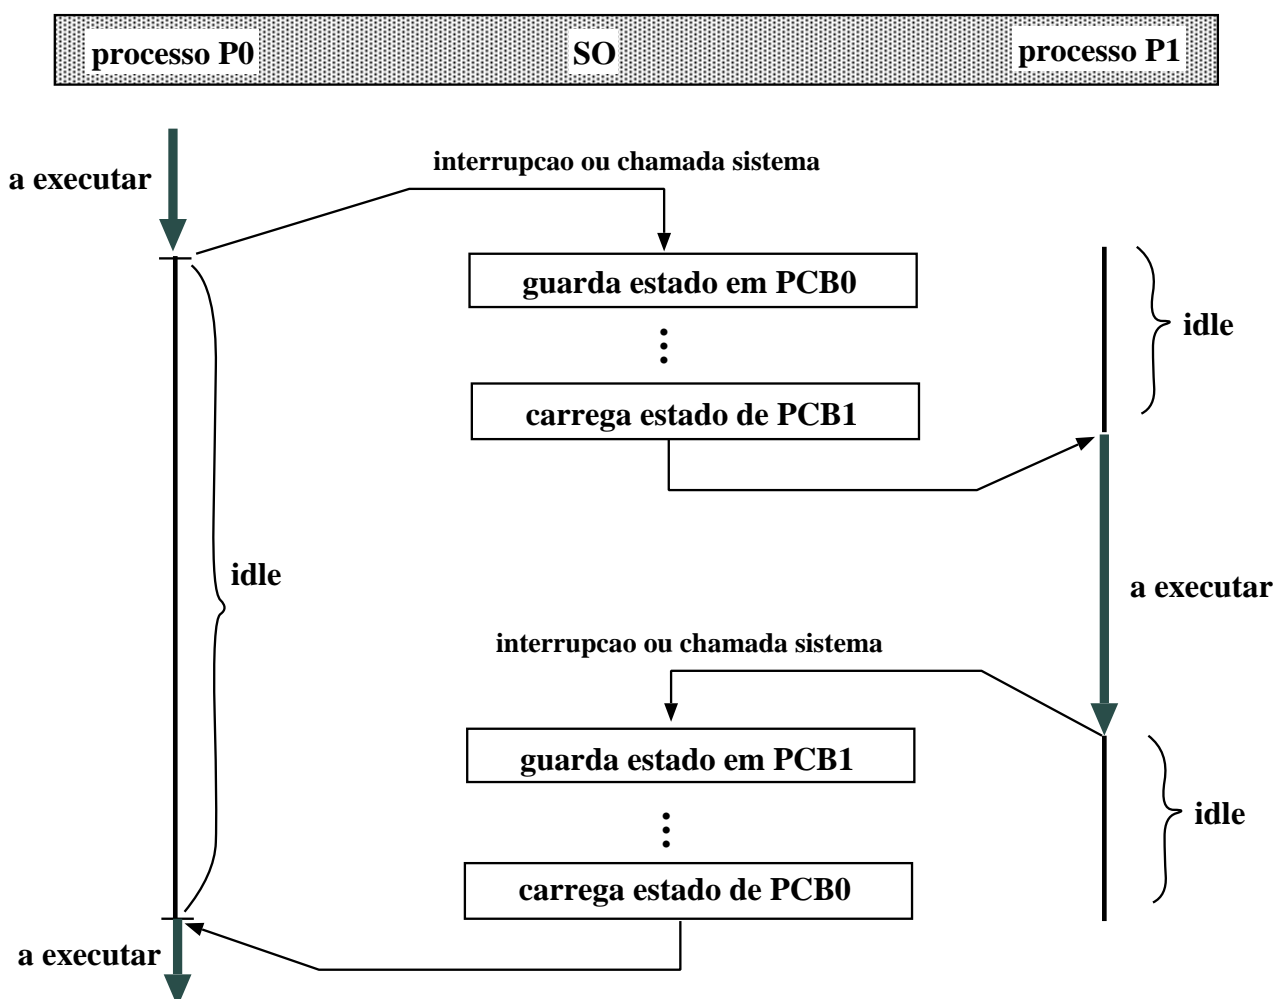 processo P0
SO
processo P1
interrupcao ou chamada sistema
a executar
guarda estado em PCB0
idle
carrega estado de PCB1
idle
a executar
interrupcao ou chamada sistema
guarda estado em PCB1
idle
carrega estado de PCB0
a executar